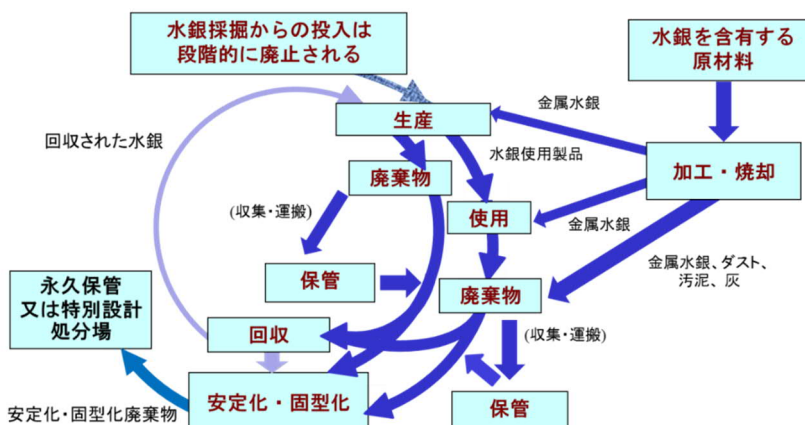 水銀採掘からの投入は
段階的に廃止される
水銀を含有する
原材料
回収された水銀
生産
金属水銀
水銀使用製品
廃棄物
加工・焼却
(収集・運搬)
使用
金属水銀
金属水銀、ダスト、
汚泥、灰
保管
廃棄物
永久保管
又は特別設計
処分場
回収
(収集・運搬)
安定化・固型化
保管
安定化・固型化廃棄物